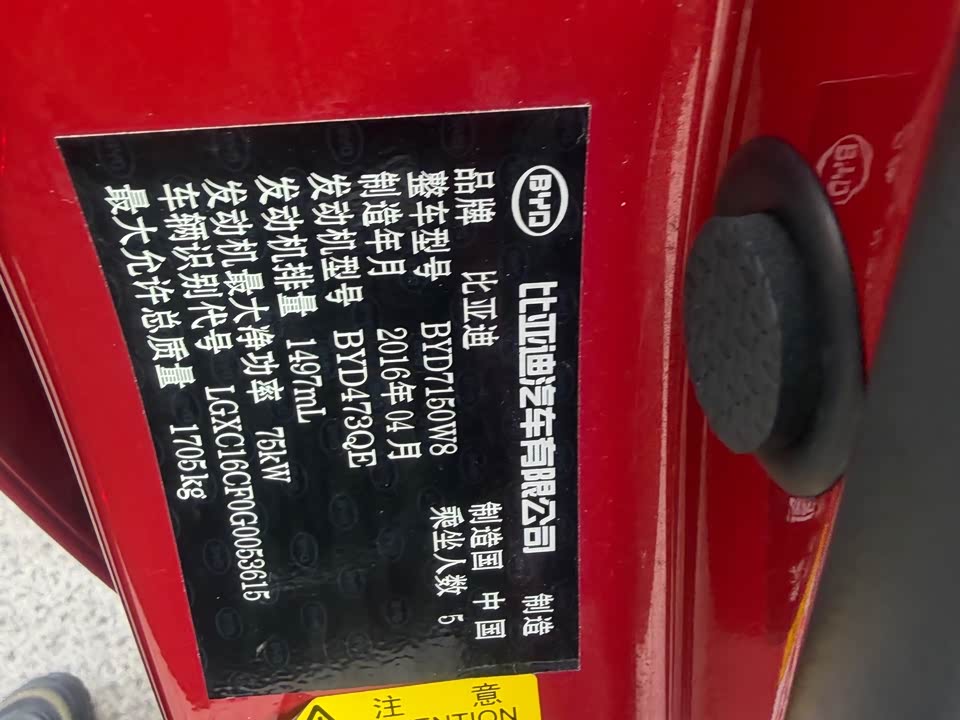 BYD 比亚迪汽车有限公司 制造
品牌 比亚迪 制造国 中国
整车型号 BYD7150W8 乘坐人数 5
制造年月 2016年04月
发动机型号 BYD473QE
发动机排量 1497mL
发动机最大净功率 75kW
车辆识别代号 LGXC16CF0G0053615
最大允许总质量 1705kg
注意
ATTENTION
BYD